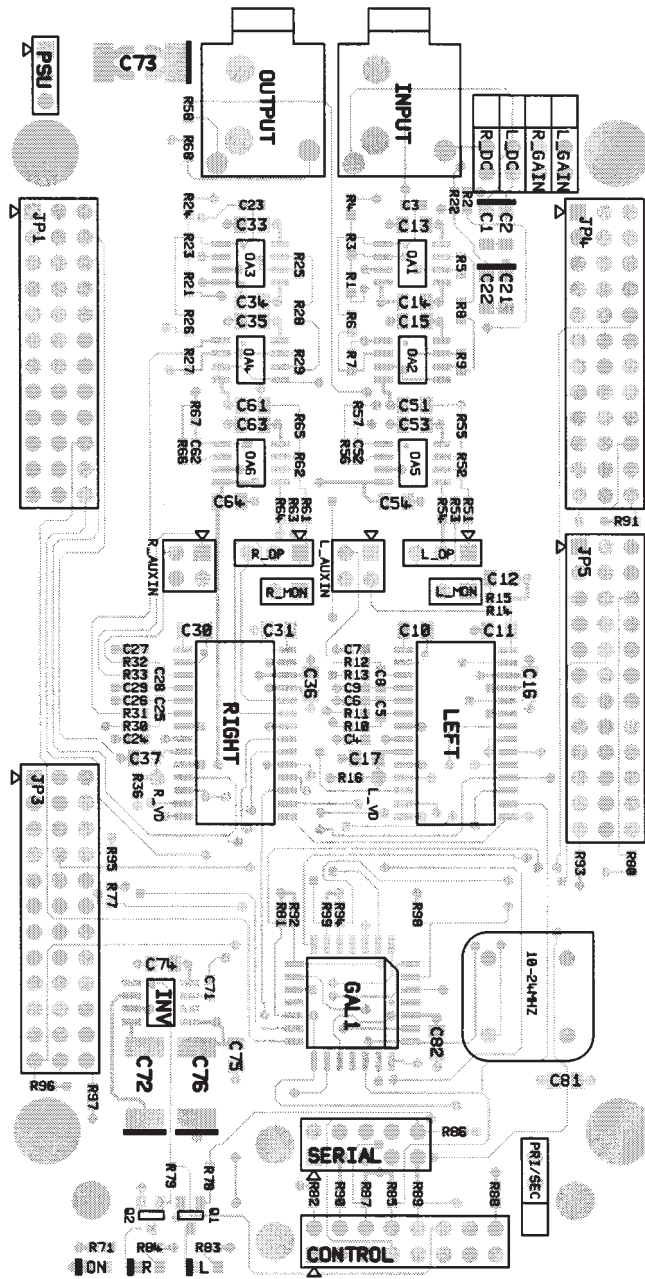 PSU
C73
OUTPUT
INPUT
R58
R68
R_DC
L_DC
R_GAIN
L_GAIN
JP1
R24
C23
C33
R4
C3
C13
R22
R2
C1
C2
JP4
R23
OA3
R25
R3
OA1
R5
R21
R1
C22
C21
C34
R28
C14
R8
R26
C35
R6
C15
R27
OA4
R29
R7
OA2
R9
R67
C61
R65
R57
C51
R55
C63
C53
R66
C62
OA6
R62
R56
C52
OA5
R52
C64
R64
R63
R61
C54
R54
R53
R51
R91
R_AUXIN
R_OP
L_AUXIN
L_OP
JP5
R_MON
L_MON
C12
R15
R14
C30
C31
C10
C11
C27
R32
R33
C29
C26
R31
R30
C24
C28
C25
RIGHT
C36
C7
R12
R13
C9
C6
R11
R10
C4
C8
C5
LEFT
C16
C37
C17
JP3
R36
R_VD
R16
L_VD
R95
R77
R93
R80
R81
R92
R99
R94
R98
10-24MHZ
C74
INV
C71
GAL1
C72
C76
C75
C82
C81
R96
R97
R86
SERIAL
PRI/SEC
R79
R78
R82
R90
R87
R85
R89
R88
Q2
Q1
R71
R84
R83
CONTROL
ON
R
L